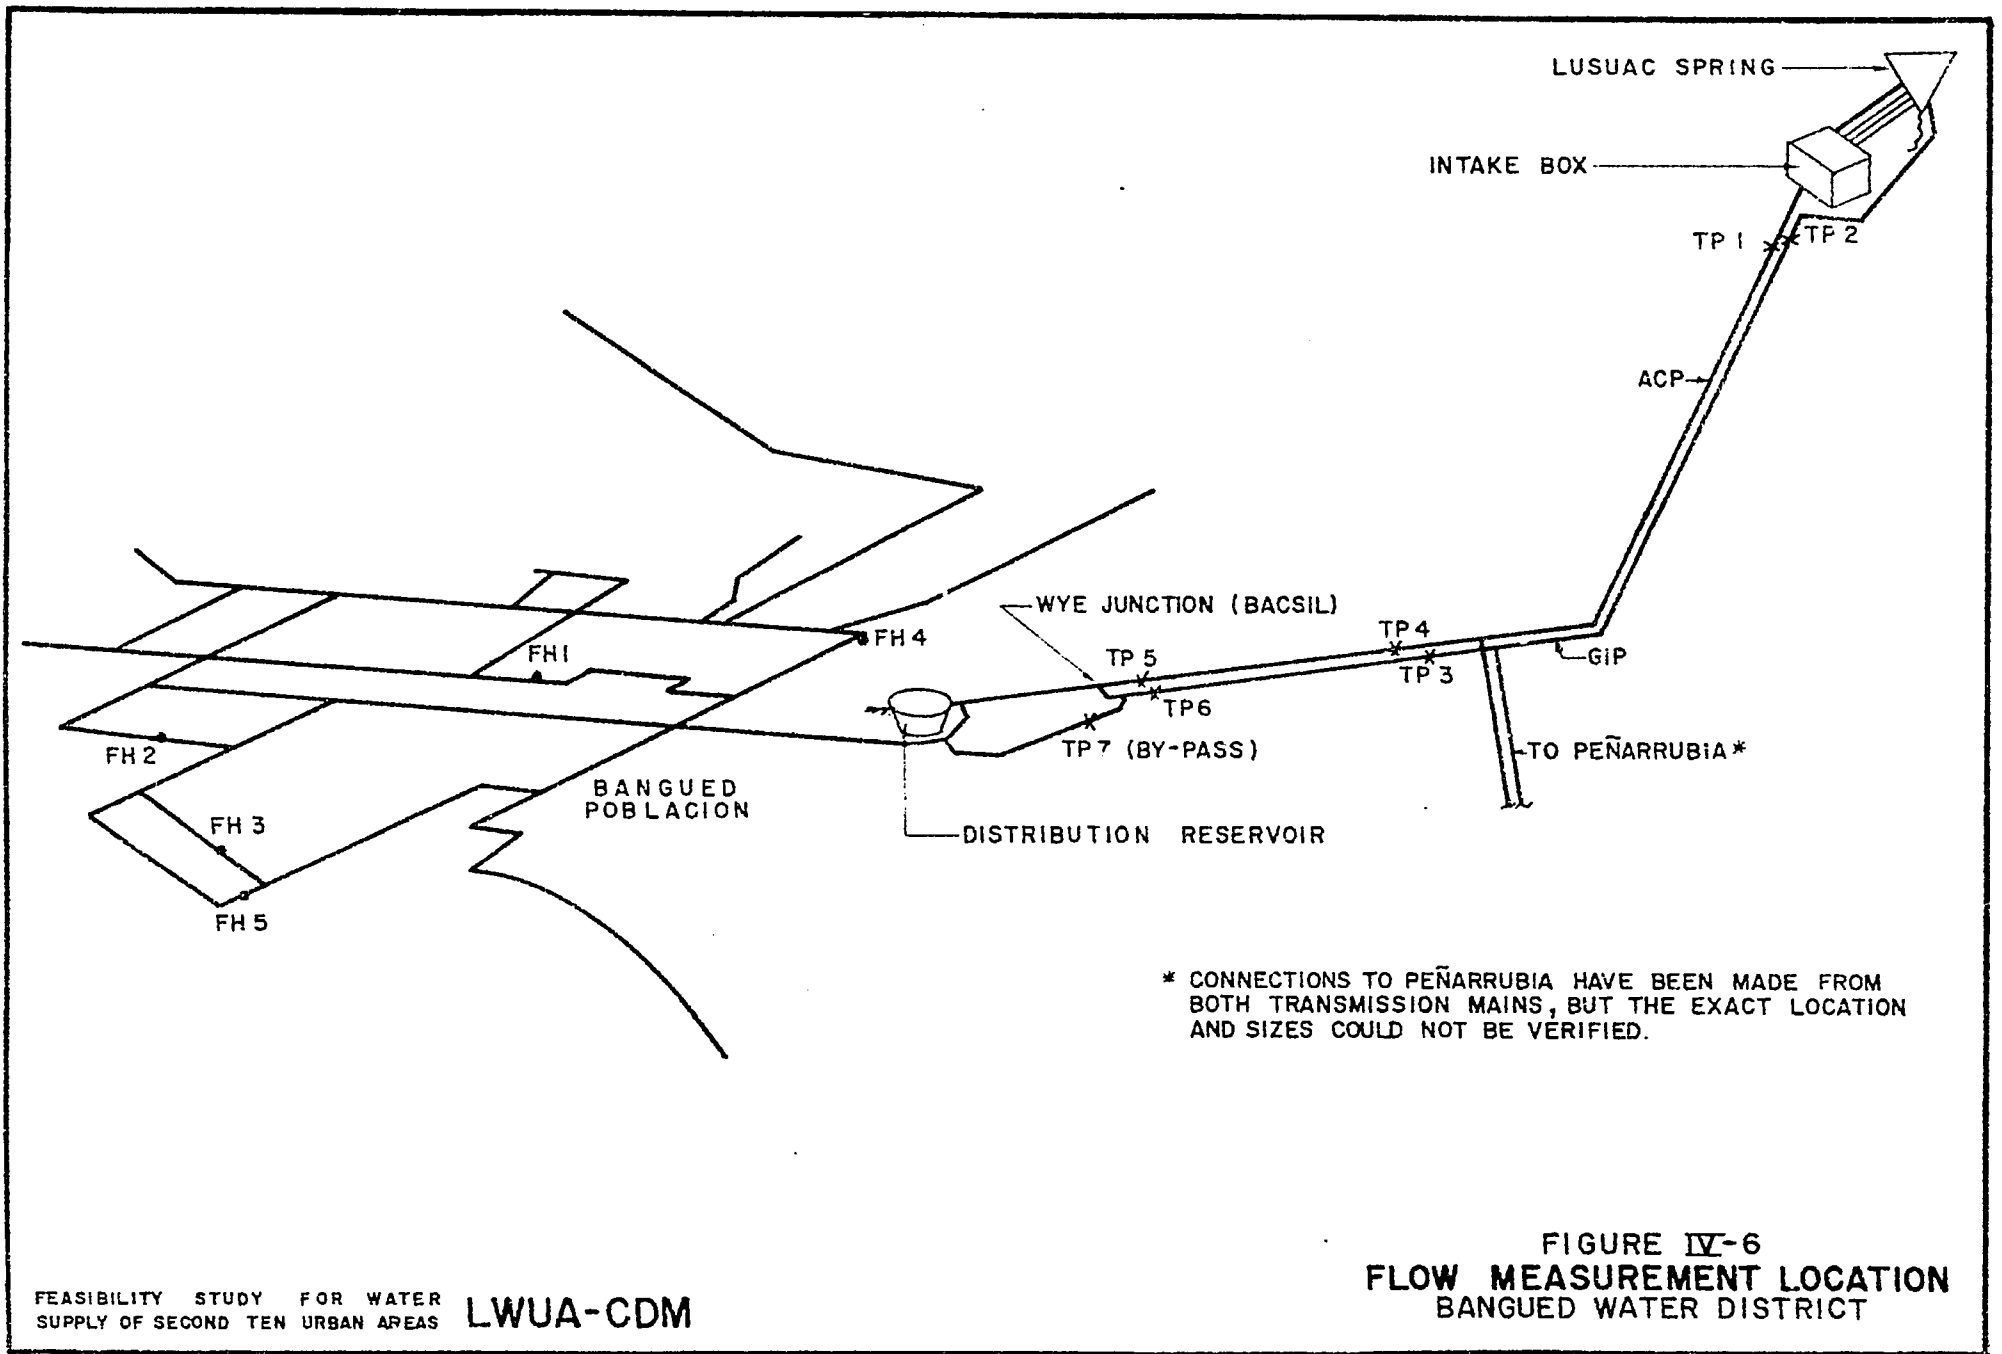 LUSUAC SPRING
INTAKE BOX
TP 1
TP 2
ACP
WYE JUNCTION (BACSIL)
TP 4
GIP
TP 5
TP 3
TP6
TP 7 (BY-PASS)
TO PEÑARRUBIA *
FH 4
FH1
FH 2
FH 3
FH 5
BANGUED
POBLACION
DISTRIBUTION RESERVOIR
* CONNECTIONS TO PEÑARRUBIA HAVE BEEN MADE FROM
BOTH TRANSMISSION MAINS, BUT THE EXACT LOCATION
AND SIZES COULD NOT BE VERIFIED.
FIGURE IV-6
FLOW MEASUREMENT LOCATION
BANGUED WATER DISTRICT
FEASIBILITY STUDY FOR WATER
SUPPLY OF SECOND TEN URBAN AREAS
LWUA-CDM